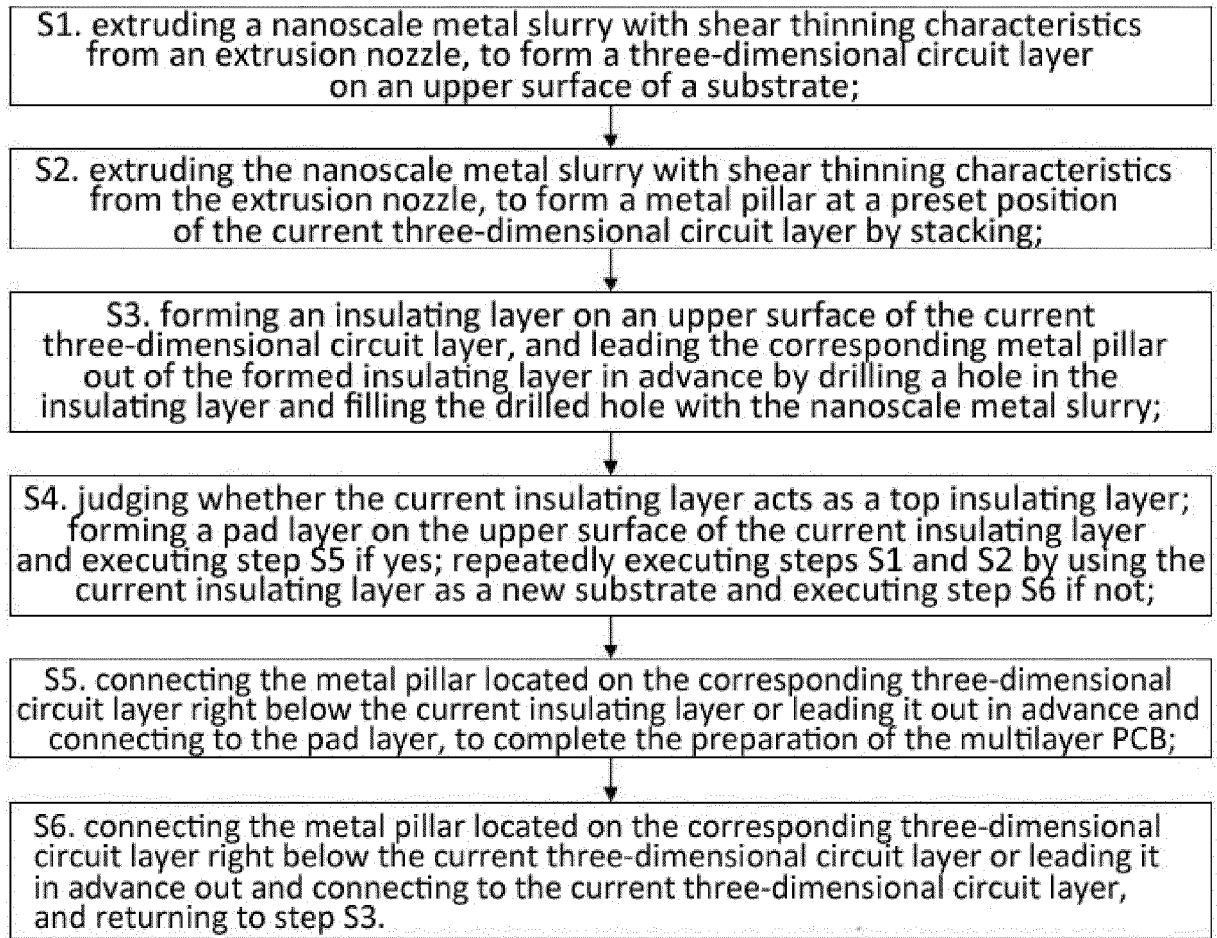 S1. extruding a nanoscale metal slurry with shear thinning characteristics
from an extrusion nozzle, to form a three-dimensional circuit layer
on an upper surface of a substrate;
S2. extruding the nanoscale metal slurry with shear thinning characteristics
from the extrusion nozzle, to form a metal pillar at a preset position
of the current three-dimensional circuit layer by stacking;
S3. forming an insulating layer on an upper surface of the current
three-dimensional circuit layer, and leading the corresponding metal pillar
out of the formed insulating layer in advance by drilling a hole in the
insulating layer and filling the drilled hole with the nanoscale metal slurry;
S4. judging whether the current insulating layer acts as a top insulating layer;
forming a pad layer on the upper surface of the current insulating layer
and executing step S5 if yes; repeatedly executing steps S1 and S2 by using the
current insulating layer as a new substrate and executing step S6 if not;
S5. connecting the metal pillar located on the corresponding three-dimensional
circuit layer right below the current insulating layer or leading it out in advance and
connecting to the pad layer, to complete the preparation of the multilayer PCB;
S6. connecting the metal pillar located on the corresponding three-dimensional
circuit layer right below the current three-dimensional circuit layer or leading it
in advance out and connecting to the current three-dimensional circuit layer,
and returning to step S3.